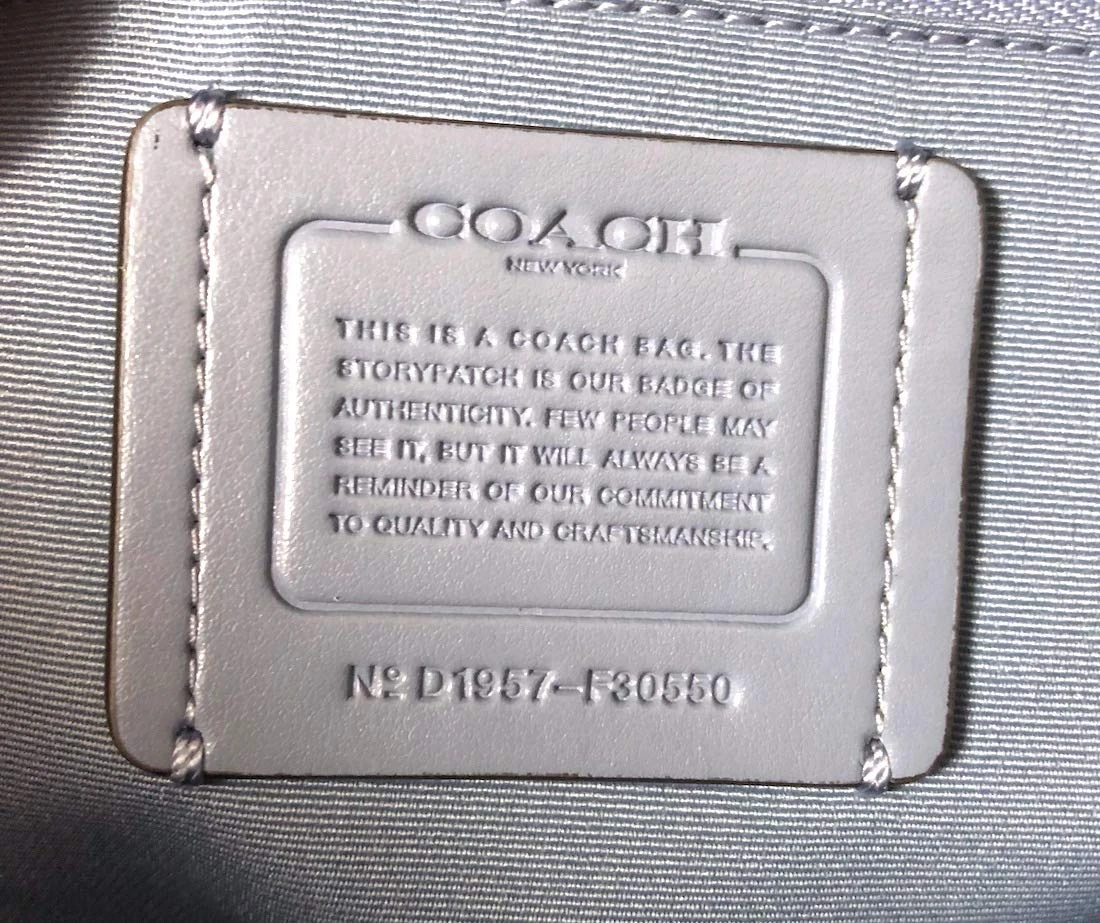 COACH
NEW YORK
THIS IS A COACH BAG. THE
STORYPATCH IS OUR BADGE OF
AUTHENTICITY. FEW PEOPLE MAY
SEE IT, BUT IT WILL ALWAYS BE A
REMINDER OF OUR COMMITMENT
TO QUALITY AND CRAFTSMANSHIP.
Nº D1957-F30550